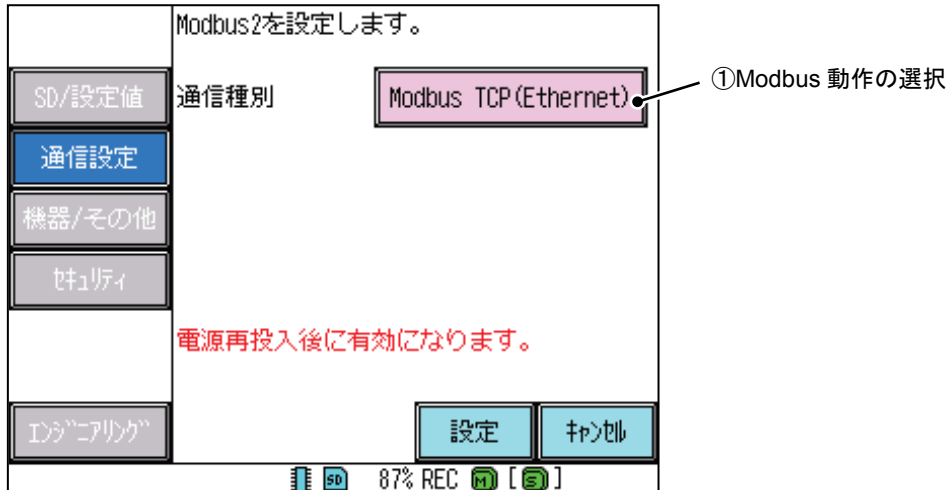 Modbus2を設定します。
SD/設定値
通信種別
Modbus TCP(Ethernet)
①Modbus 動作の選択
通信設定
機器/その他
ｾｷｭﾘﾃｨ
電源再投入後に有効になります。
ｴﾝｼﾞﾆｱﾘﾝｸﾞ
設定
ｷｬﾝｾﾙ
SD
87% REC M [S]